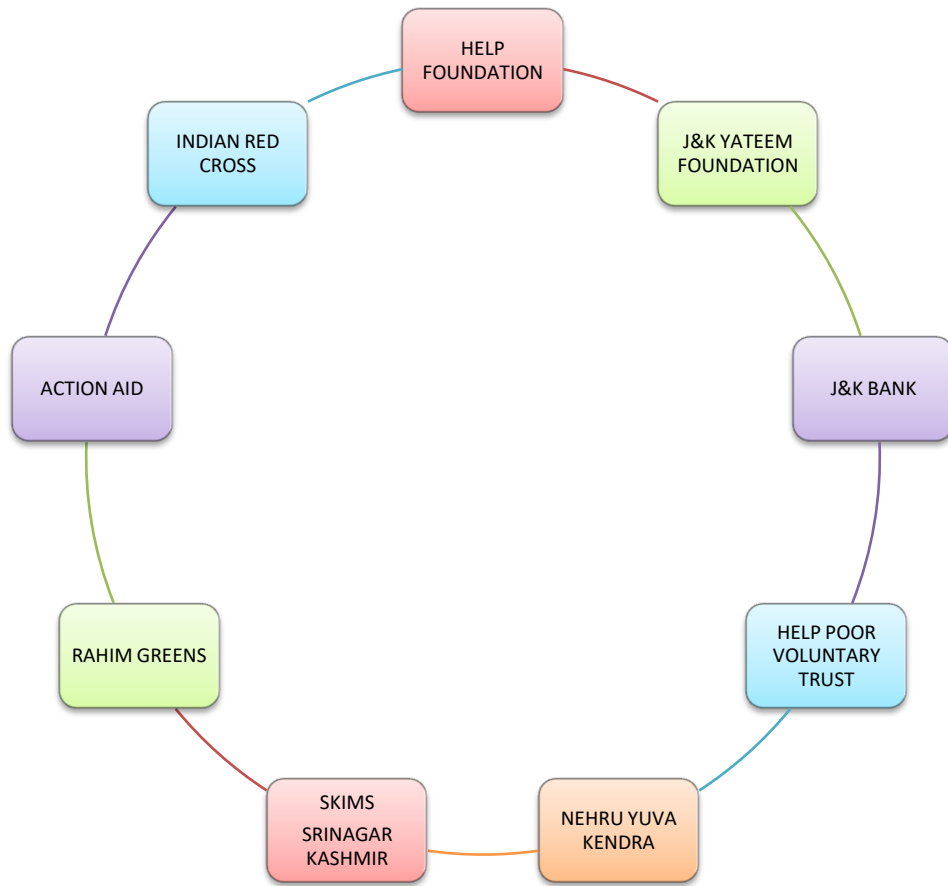 HELP
FOUNDATION
J&K YATEEM
FOUNDATION
J&K BANK
HELP POOR
VOLUNTARY
TRUST
NEHRU YUVA
KENDRA
SKIMS
SRINAGAR
KASHMIR
RAHIM GREENS
ACTION AID
INDIAN RED
CROSS